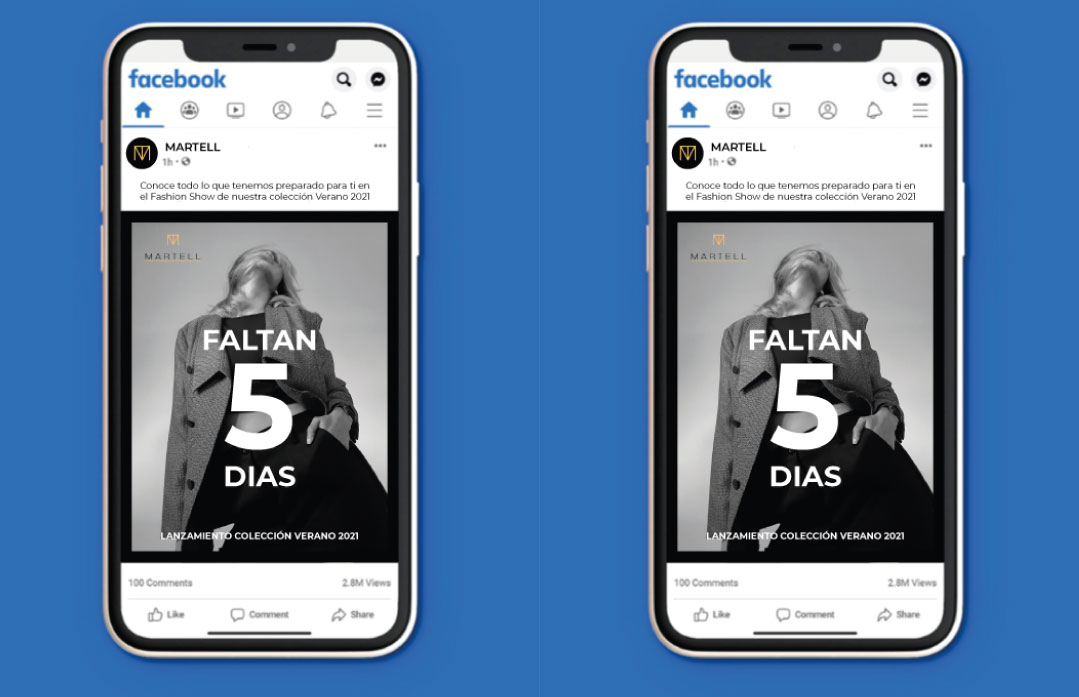 facebook
MARTELL
1h
Conoce todo lo que tenemos preparado para ti en
el Fashion Show de nuestra colección Verano 2021
MARTELL
FALTAN
5
DIAS
LANZAMIENTO COLECCIÓN VERANO 2021
100 Comments
2.8M Views
Like
Comment
Share
facebook
MARTELL
1h
Conoce todo lo que tenemos preparado para ti en
el Fashion Show de nuestra colección Verano 2021
MARTELL
FALTAN
5
DIAS
LANZAMIENTO COLECCIÓN VERANO 2021
100 Comments
2.8M Views
Like
Comment
Share